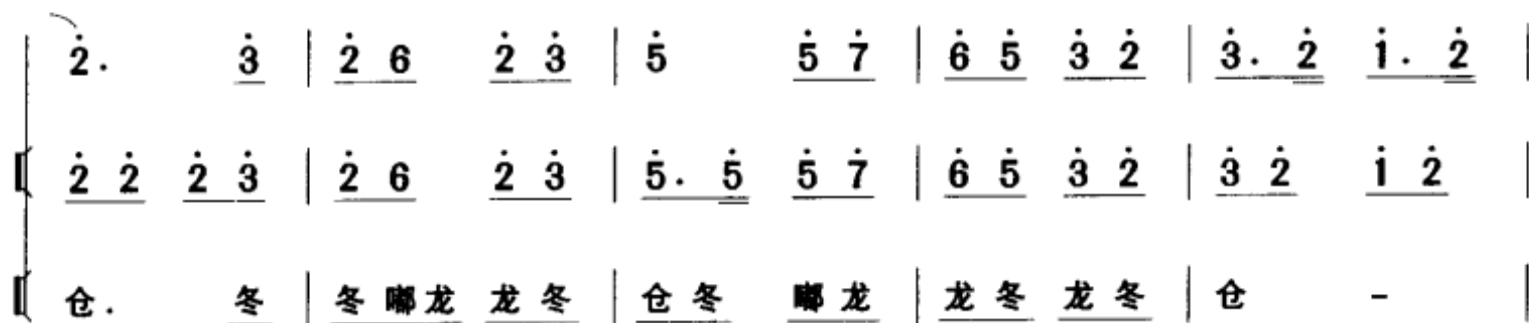 2̇· 3̇ | 2̇ 6 2̇ 3̇ | 5̇ 5̇ 7̇ | 6̇ 5̇ 3̇ 2̇ | 3̇· 2̇ 1̇· 2̇ |
2̇ 2̇ 2̇ 3̇ | 2̇ 6 2̇ 3̇ | 5̇· 5̇ 5̇ 7̇ | 6̇ 5̇ 3̇ 2̇ | 3̇ 2̇ 1̇ 2̇ |
仓· 冬 | 冬 嘟 龙 龙 冬 | 仓 冬 嘟 龙 | 龙 冬 龙 冬 | 仓 - |